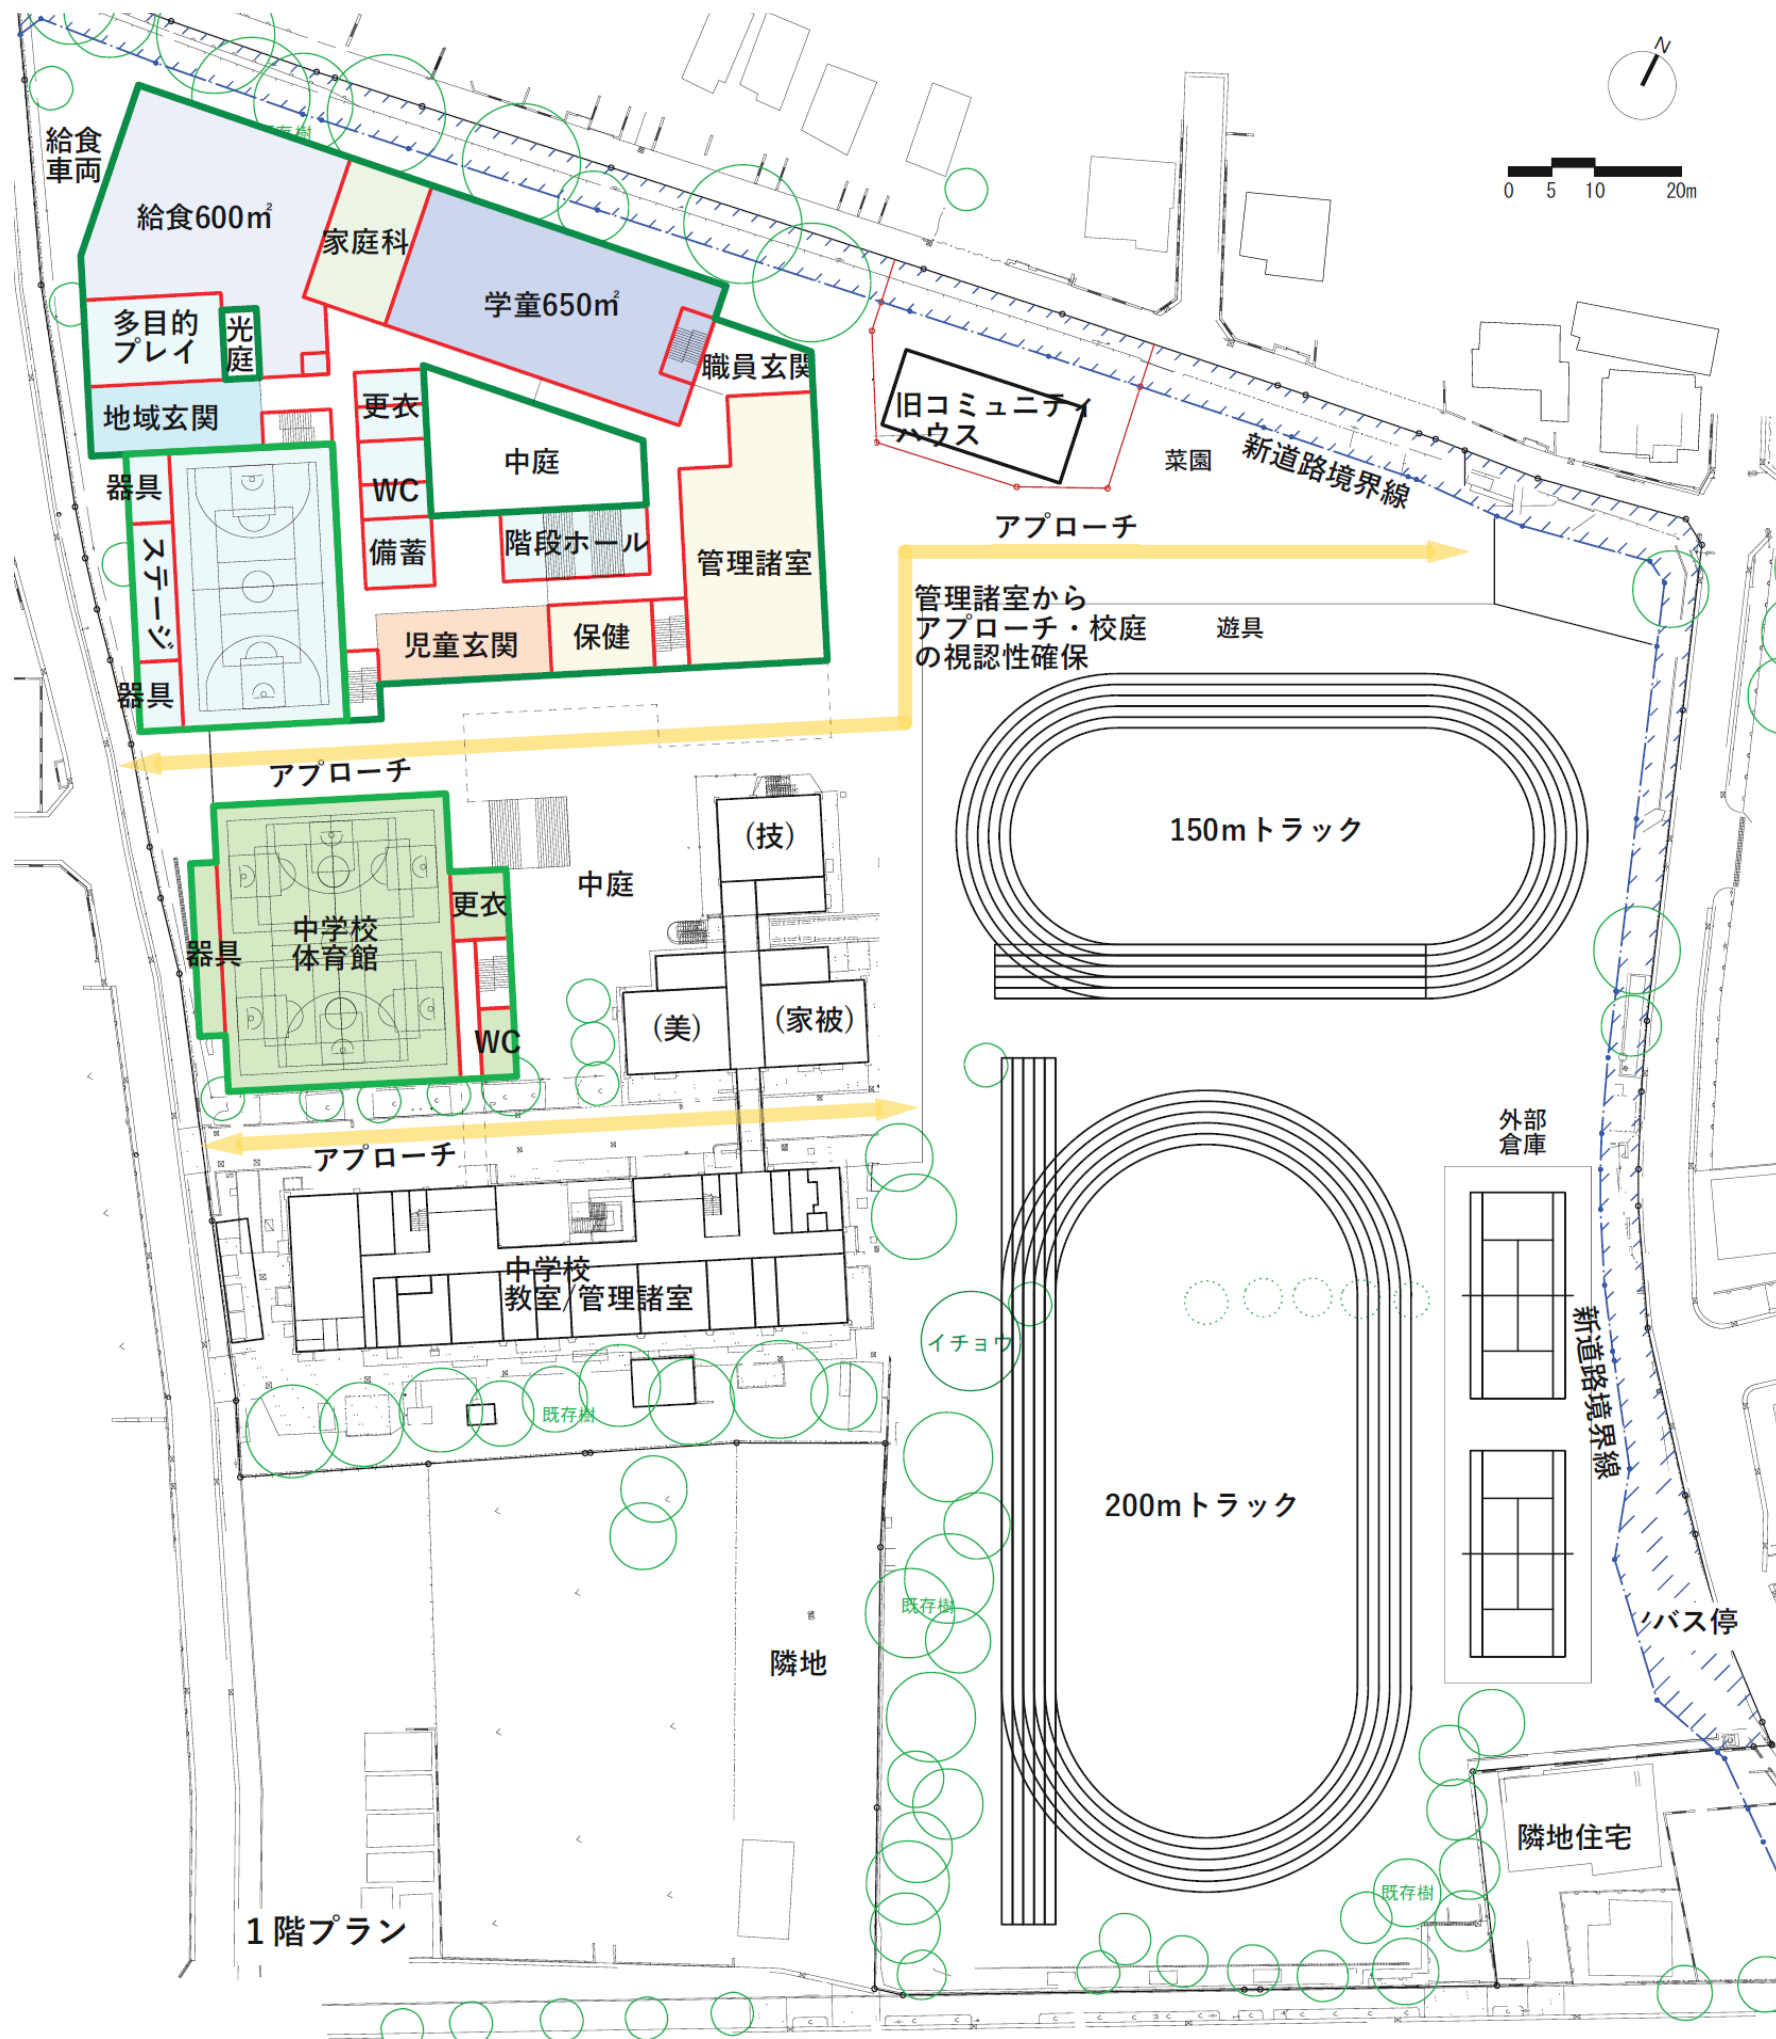 N
0 5 10 20m
既存樹
給食
車両
給食600㎡
家庭科
学童650㎡
多目的
プレイ
光
庭
職員玄関
地域玄関
更衣
旧コミュニティ
ハウス
中庭
菜園
新道路境界線
器具
WC
アプローチ
ステージ
備蓄
階段ホール
管理諸室
管理諸室から
アプローチ・校庭
の視認性確保
遊具
児童玄関
保健
器具
アプローチ
150mトラック
(技)
中庭
更衣
中学校
体育館
器具
(美)
(家被)
WC
外部
倉庫
アプローチ
中学校
教室/管理諸室
イチョウ
新道路境界線
既存樹
200mトラック
既存樹
バス停
隣地
隣地住宅
既存樹
1階プラン